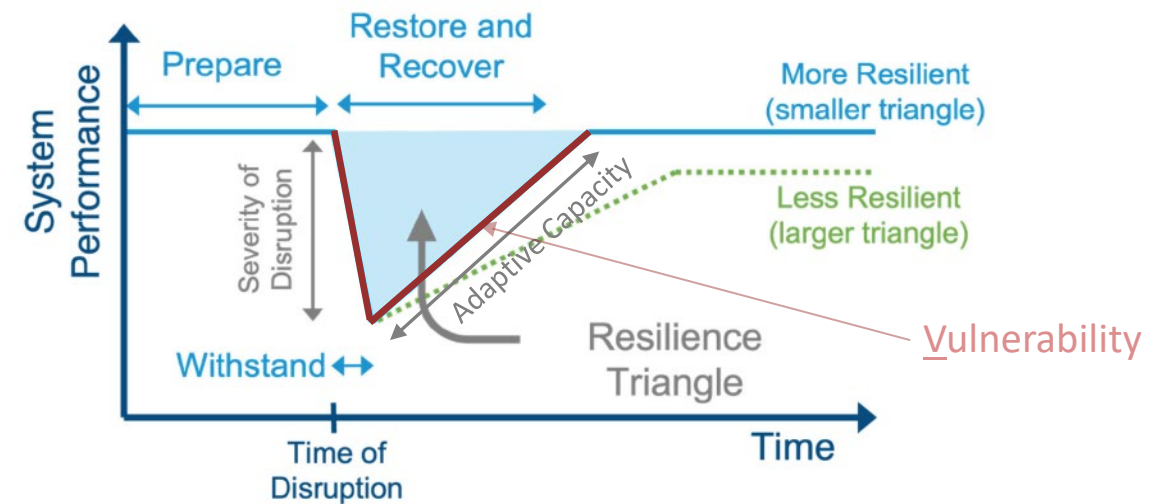 System
Performance
Prepare
Restore and
Recover
More Resilient
(smaller triangle)
Severity of
Disruption
Adaptive Capacity
Less Resilient
(larger triangle)
Vulnerability
Resilience
Triangle
Withstand
Time of
Disruption
Time